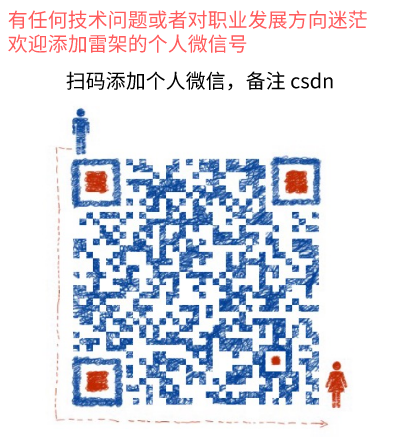 有任何技术问题或者对职业发展方向迷茫
欢迎添加雷架的个人微信号
扫码添加个人微信，备注 csdn